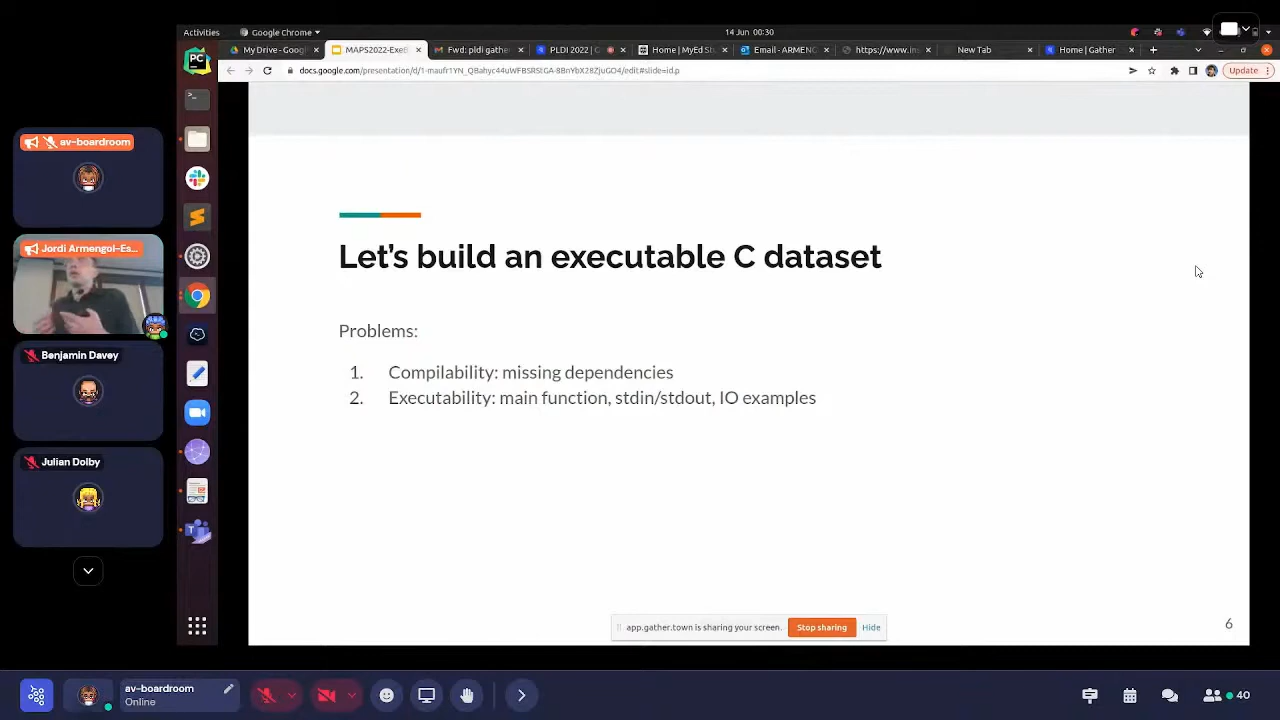 Activities
Google Chrome
14 Jun 00:30
My Drive - Googl
MAPS2022-ExeB
Fwd: pldi gather
PLDI 2022 | G
Home | MyEd St
Email - ARMENG
https://www.in
New Tab
Home | Gather
Update
av-boardroom
Jordi Armengol-Es...
Benjamin Davey
Julian Dolby
Let's build an executable C dataset
Problems:
1. Compilability: missing dependencies
2. Executability: main function, stdin/stdout, IO examples
app.gather.town is sharing your screen.
Stop sharing
Hide
6
av-boardroom
Online
40